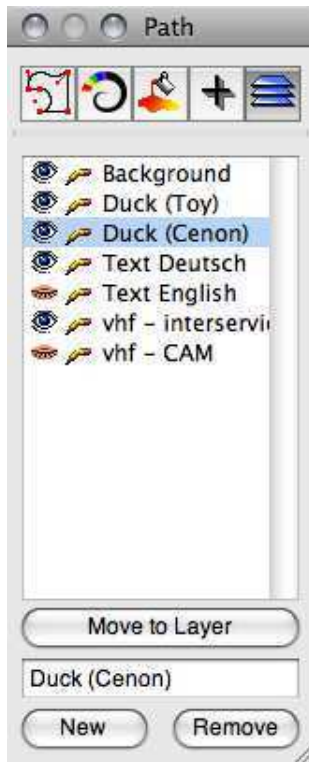 Path
Background
Duck (Toy)
Duck (Cenon)
Text Deutsch
Text English
vhf – interservi
vhf – CAM
Move to Layer
Duck (Cenon)
New
Remove